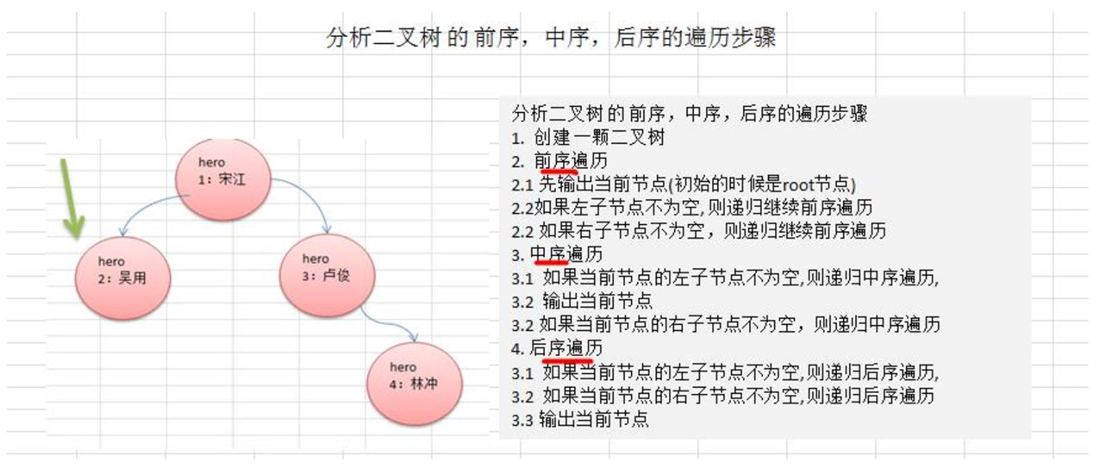 分析二叉树的前序，中序，后序的遍历步骤
hero
1：宋江
hero
2：吴用
hero
3：卢俊
hero
4：林冲
分析二叉树的前序，中序，后序的遍历步骤
1. 创建一颗二叉树
2. 前序遍历
2.1 先输出当前节点(初始的时候是root节点)
2.2如果左子节点不为空,则递归继续前序遍历
2.2 如果右子节点不为空，则递归继续前序遍历
3. 中序遍历
3.1 如果当前节点的左子节点不为空,则递归中序遍历,
3.2 输出当前节点
3.2 如果当前节点的右子节点不为空，则递归中序遍历
4. 后序遍历
3.1 如果当前节点的左子节点不为空,则递归后序遍历,
3.2 如果当前节点的右子节点不为空,则递归后序遍历
3.3 输出当前节点